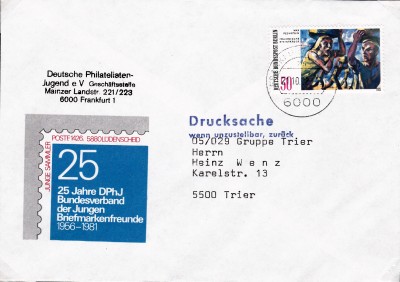 Deutsche Philatelisten-
Jugend e V Geschäftsstelle
Mainzer Landstr 221/223
6000 Frankfurt 1
DEUTSCHE BUNDESPOST BERLIN
50
6000
Drucksache
wenn unzustellbar, zurück
05/029 Gruppe Trier
Herrn
Heinz Wenz
Karelstr. 13
5500 Trier
JUNGE SAMMLER
POSTF 1426, 5880 LÜDENSCHEID
25
25 Jahre DPhJ
Bundesverband
der Jungen
Briefmarkenfreunde
1956-1981